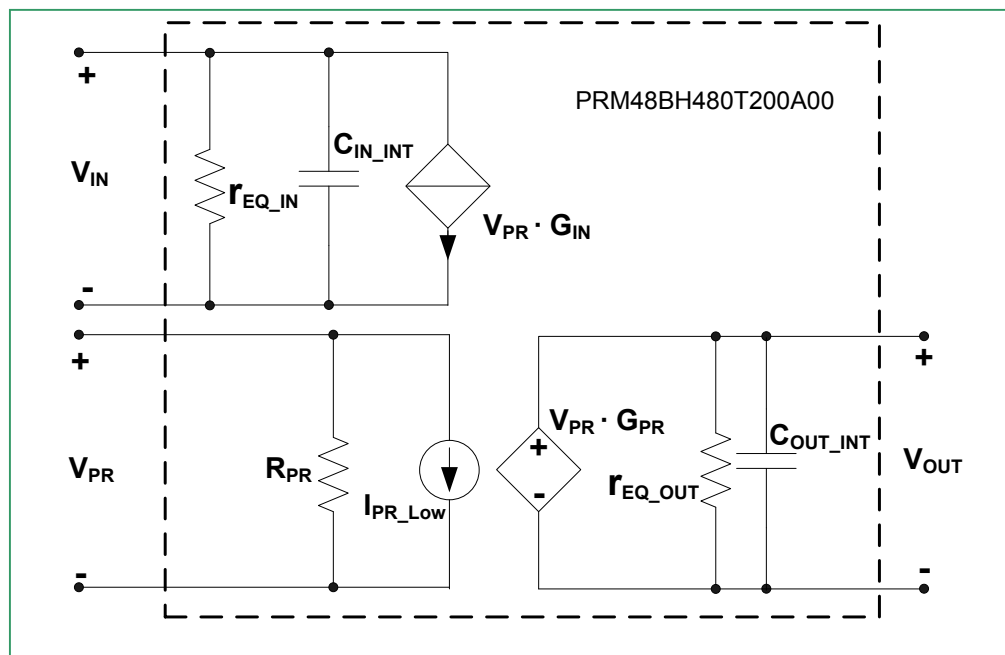 +
PRM48BH480T200A00
V_IN
r_EQ_IN
C_IN_INT
V_PR · G_IN
-
+
+
V_PR
R_PR
I_PR_Low
V_PR · G_PR
+
-
r_EQ_OUT
C_OUT_INT
V_OUT
-
-